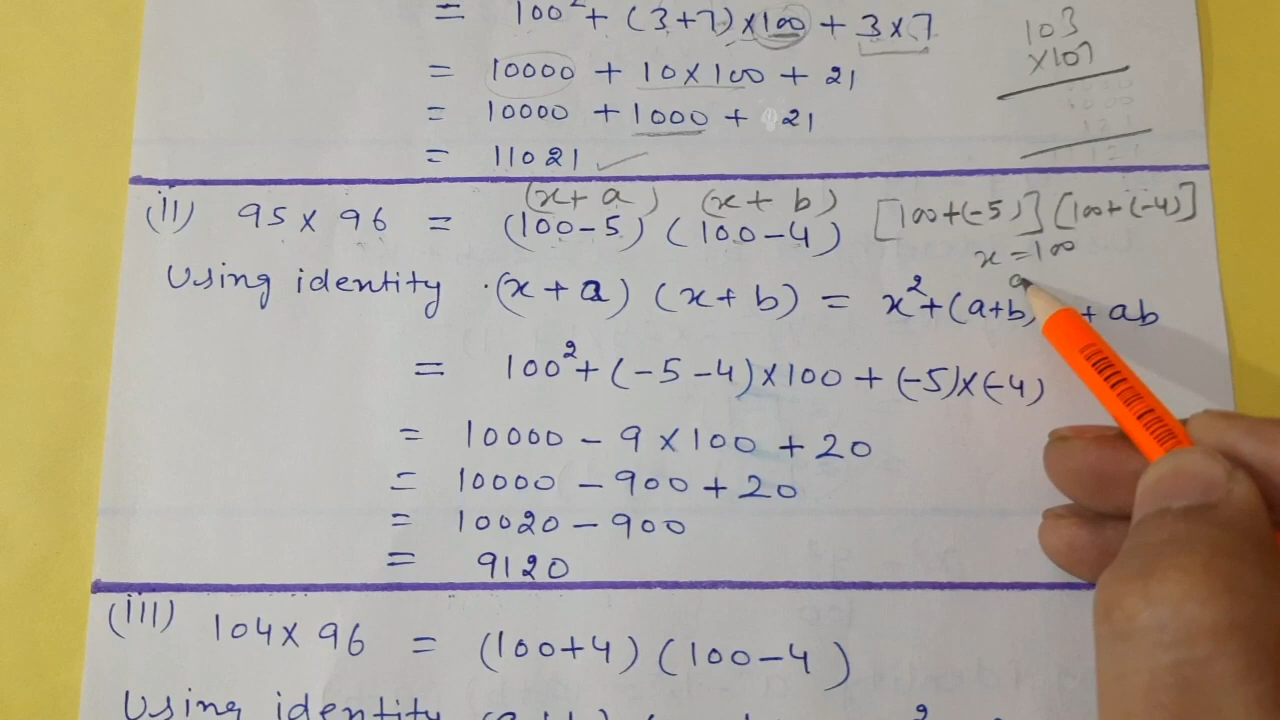 = 100² + (3+7)×100 + 3×7
= 10000 + 10×100 + 21
= 10000 + 1000 + 21
= 11021 ✓
103
×107
(x+a) (x+b)
(ii) 95 × 96 = (100-5) (100-4) [100+(-5)] [100+(-4)]
x = 100
a
Using identity (x+a) (x+b) = x²+(a+b) + ab
= 100² + (-5-4)×100 + (-5)×(-4)
= 10000 - 9 × 100 + 20
= 10000 - 900 + 20
= 10020 - 900
= 9120
(iii) 104 × 96 = (100+4) (100-4)
Using identity